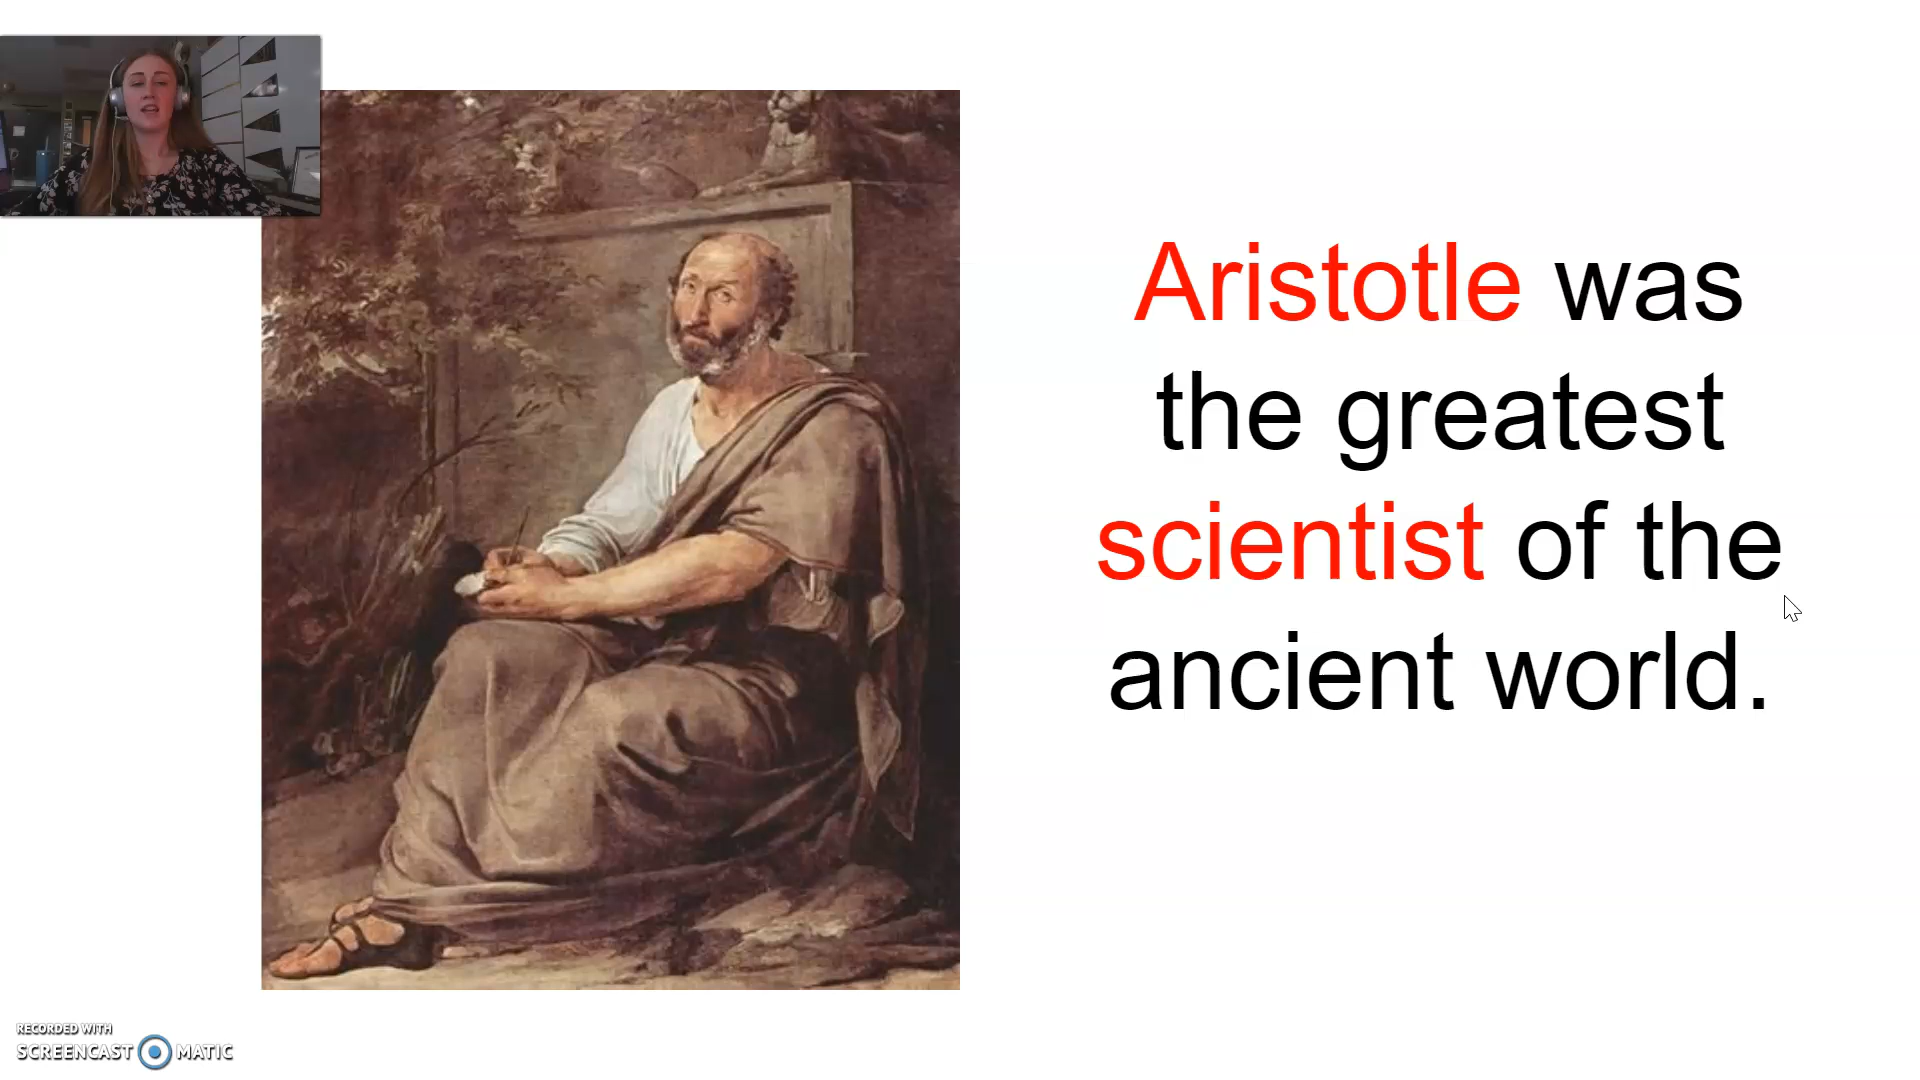 Aristotle was
the greatest
scientist of the
ancient world.
RECORDED WITH
SCREENCAST MATIC